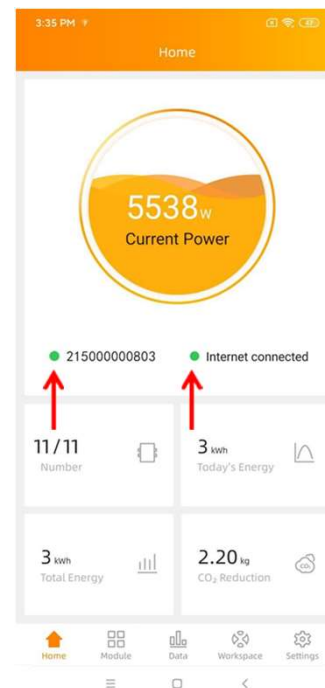 3:35 PM
Home
5538w
Current Power
215000000803
Internet connected
11/11
Number
3 kWh
Today's Energy
3 kWh
Total Energy
2.20 kg
CO₂ Reduction
Home
Module
Data
Workspace
Settings